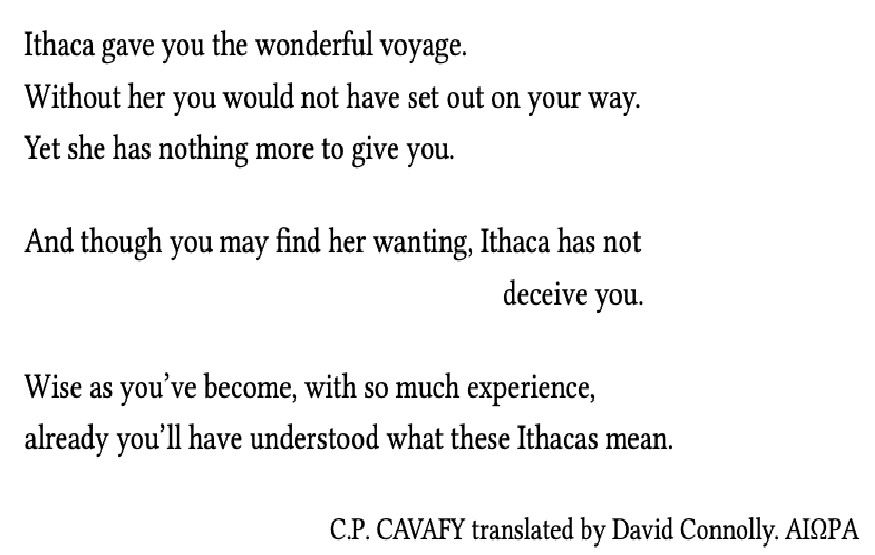 Ithaca gave you the wonderful voyage.
Without her you would not have set out on your way.
Yet she has nothing more to give you.
And though you may find her wanting, Ithaca has not
deceive you.
Wise as you’ve become, with so much experience,
already you’ll have understood what these Ithacas mean.
C.P. CAVAFY translated by David Connolly. ΑΙΩΡΑ